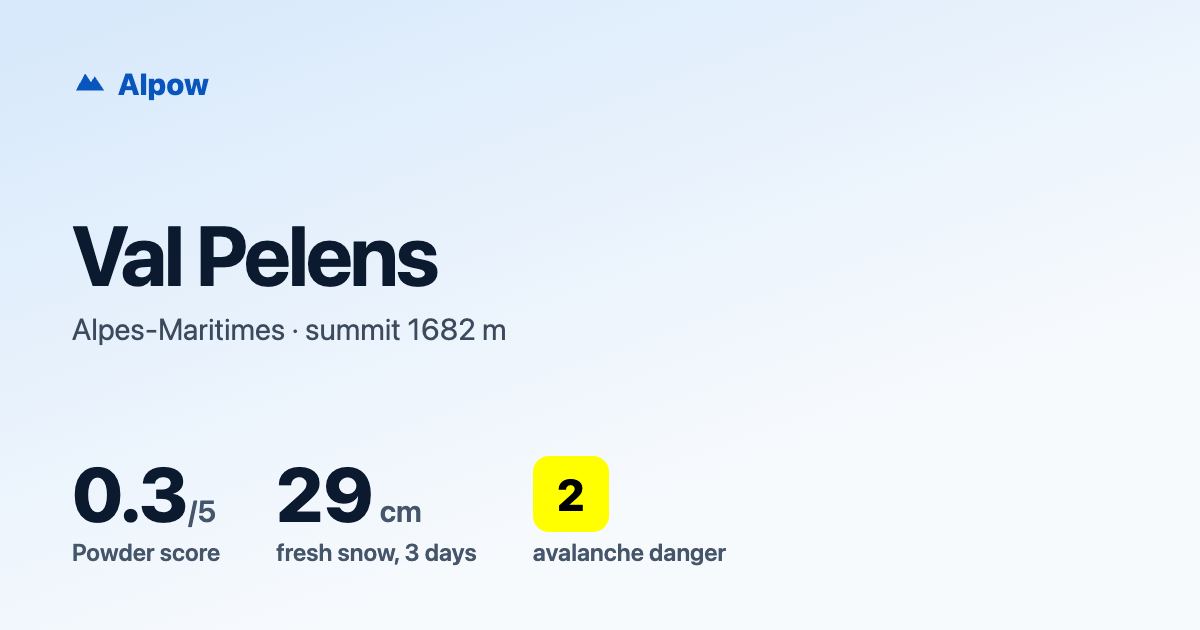 Alpow
Val Pelens
Alpes-Maritimes · summit 1682 m
0.3/5 29 cm 2
Powder score fresh snow, 3 days avalanche danger